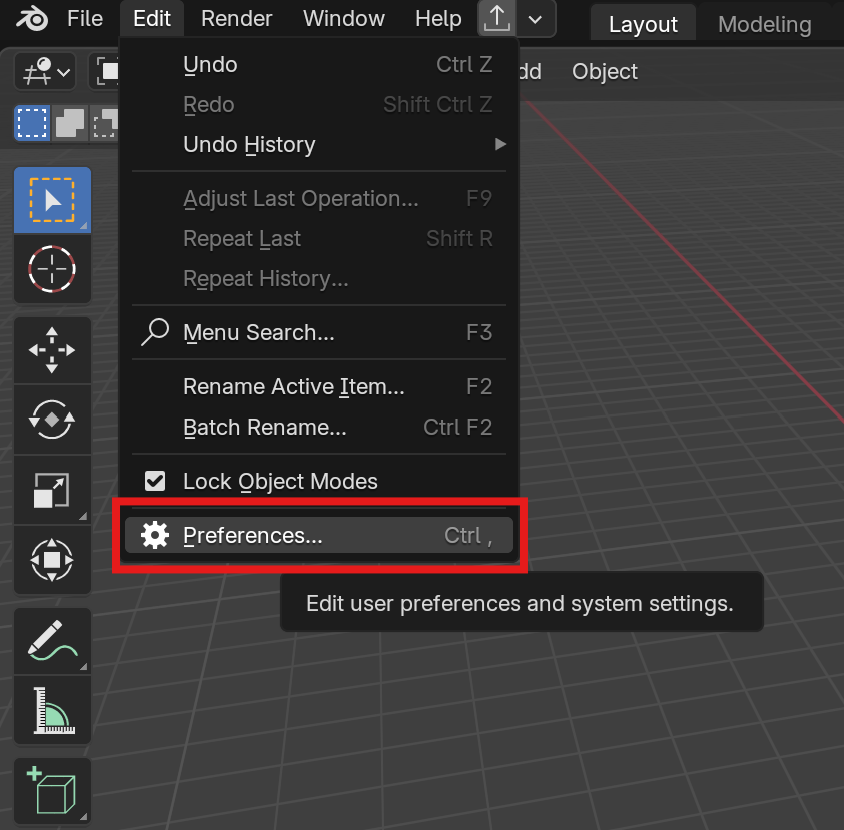 File Edit Render Window Help Layout Modeling
Object
Undo Ctrl Z
Redo Shift Ctrl Z
Undo History
Adjust Last Operation... F9
Repeat Last Shift R
Repeat History...
Menu Search... F3
Rename Active Item... F2
Batch Rename... Ctrl F2
Lock Object Modes
Preferences... Ctrl ,
Edit user preferences and system settings.